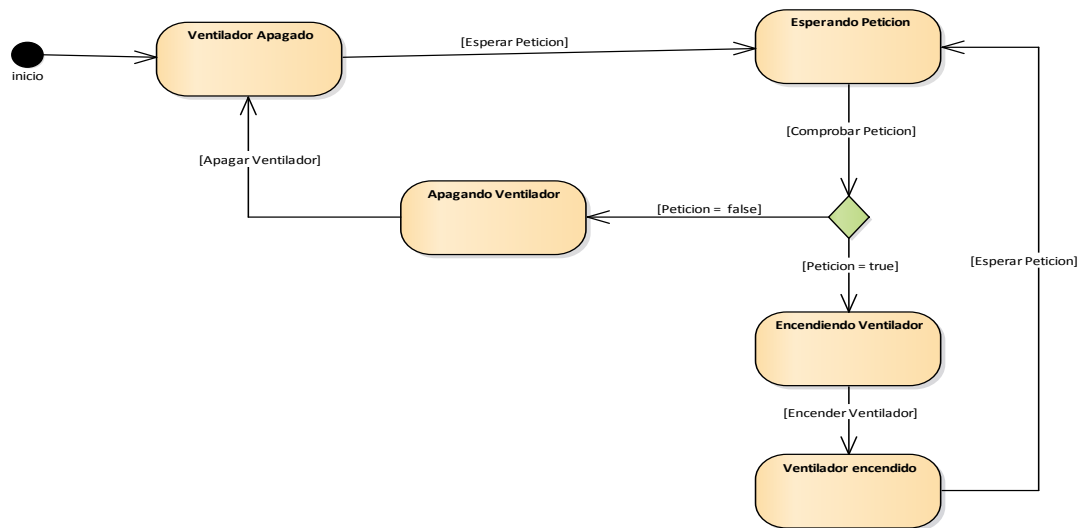 Ventilador Apagado
Esperando Peticion
[Esperar Peticion]
inicio
[Comprobar Peticion]
[Apagar Ventilador]
Apagando Ventilador
[Peticion =  false]
[Peticion = true]
[Esperar Peticion]
Encendiendo Ventilador
[Encender Ventilador]
Ventilador encendido